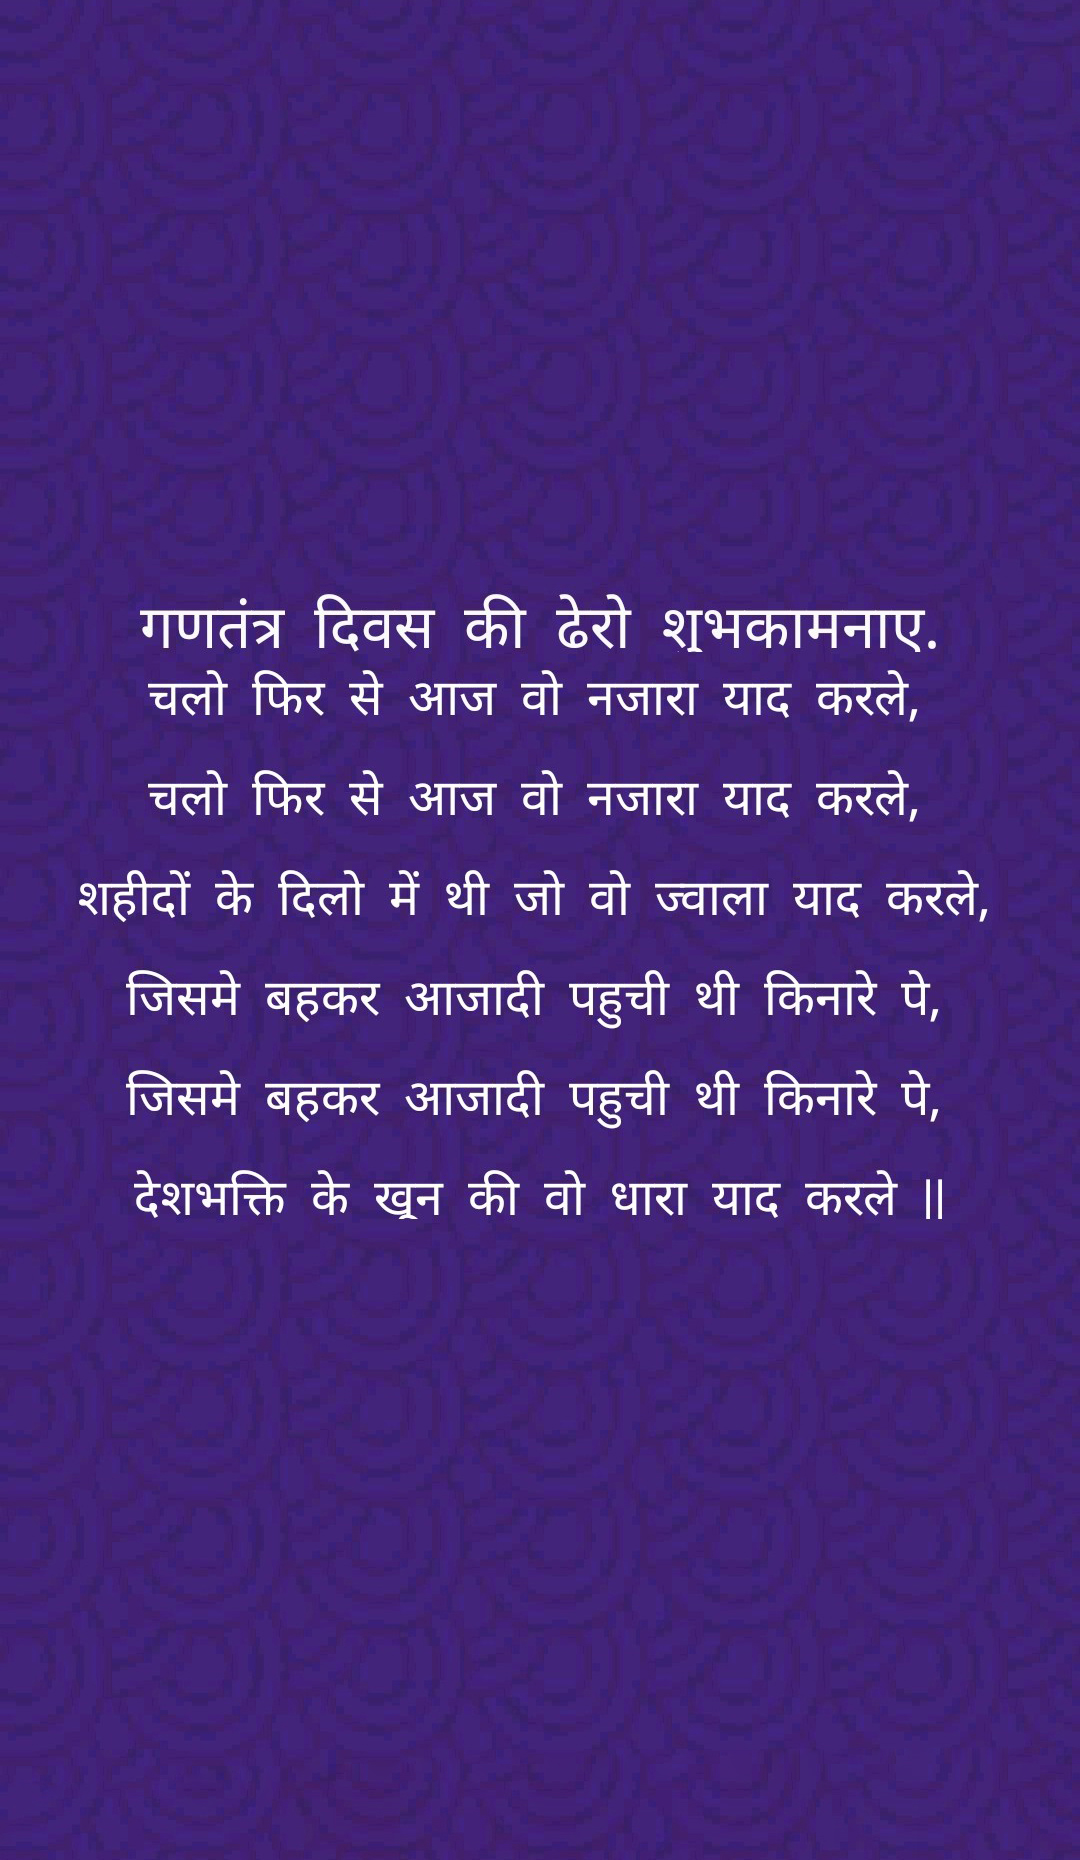 गणतंत्र दिवस की ढेरो शुभकामनाए.
चलो फिर से आज वो नजारा याद करले,
चलो फिर से आज वो नजारा याद करले,
शहीदों के दिलो में थी जो वो ज्वाला याद करले,
जिसमे बहकर आजादी पहुची थी किनारे पे,
जिसमे बहकर आजादी पहुची थी किनारे पे,
देशभक्ति के खून की वो धारा याद करले ॥